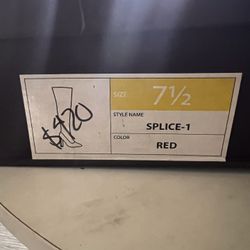 $420
SIZE 7½
STYLE NAME
SPLICE-1
COLOR
RED